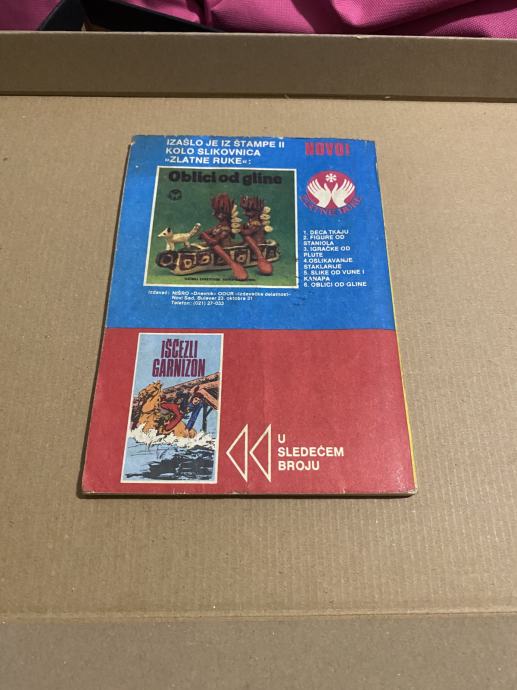 IZAŠLO JE IZ ŠTAMPE II
KOLO SLIKOVNICA
»ZLATNE RUKE«:
NOVO!
Oblici od gline
ZLATNE RUKE
1. DECA TKAJU
2. FIGURE OD
STANIOLA
3. IGRAČKE OD
PLUTE
4.OSLIKAVANJE
STAKLARIJE
5. SLIKE OD VUNE I
KANAPA
6. OBLICI OD GLINE
Izdavač: NIŠRO »Dnevnik« OOUR »Izdavačka delatnost«
Novi Sad, Bulevar 23. oktobra 31
Telefon: (021) 27-033
IŠČEZLI
GARNIZON
U
SLEDEĆEM
BROJU